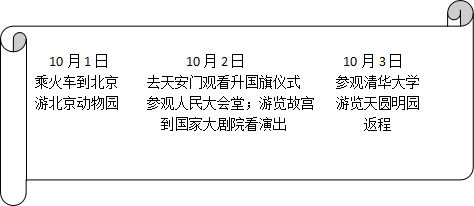 10月1日 10月2日 10月3日
乘火车到北京 去天安门观看升国旗仪式 参观清华大学
游北京动物园 参观人民大会堂；游览故宫 游览天圆明园
到国家大剧院看演出 返程